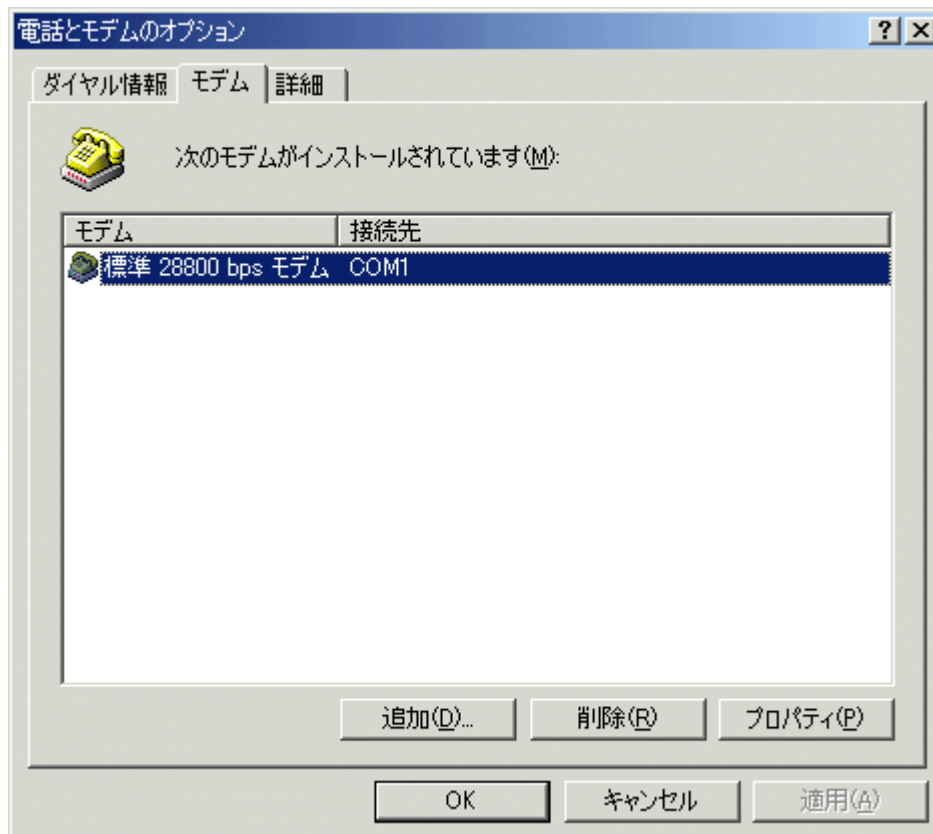 電話とモデムのオプション
ダイヤル情報 モデム 詳細
次のモデムがインストールされています(M):
モデム 接続先
標準 28800 bps モデム COM1
追加(D)... 削除(R) プロパティ(P)
OK キャンセル 適用(A)